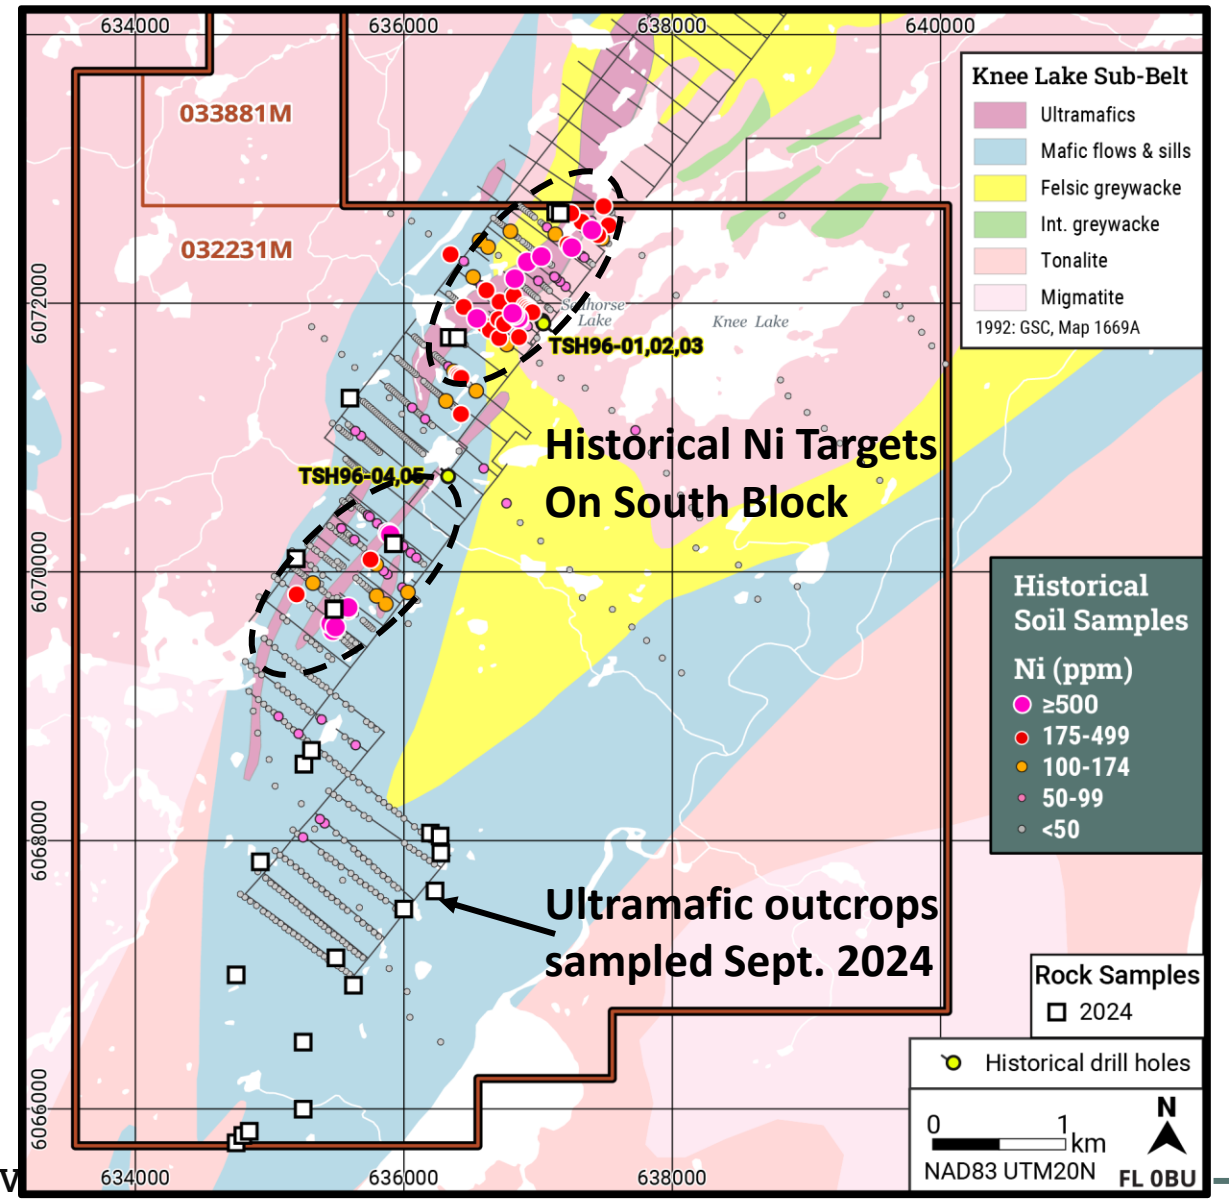 634000 636000 638000 640000
Knee Lake Sub-Belt
Ultramafics
Mafic flows & sills
Felsic greywacke
Int. greywacke
Tonalite
Migmatite
1992: GSC, Map 1669A
033881M
032231M
6072000
6070000
6068000
6066000
Seahorse
Lake
Knee Lake
TSH96-01,02,03
TSH96-04,05
Historical Ni Targets
On South Block
Historical
Soil Samples
Ni (ppm)
≥500
175-499
100-174
50-99
<50
Ultramafic outcrops
sampled Sept. 2024
Rock Samples
2024
Historical drill holes
0 1
km
NAD83 UTM20N
N
FL 0BU
634000 636000 638000